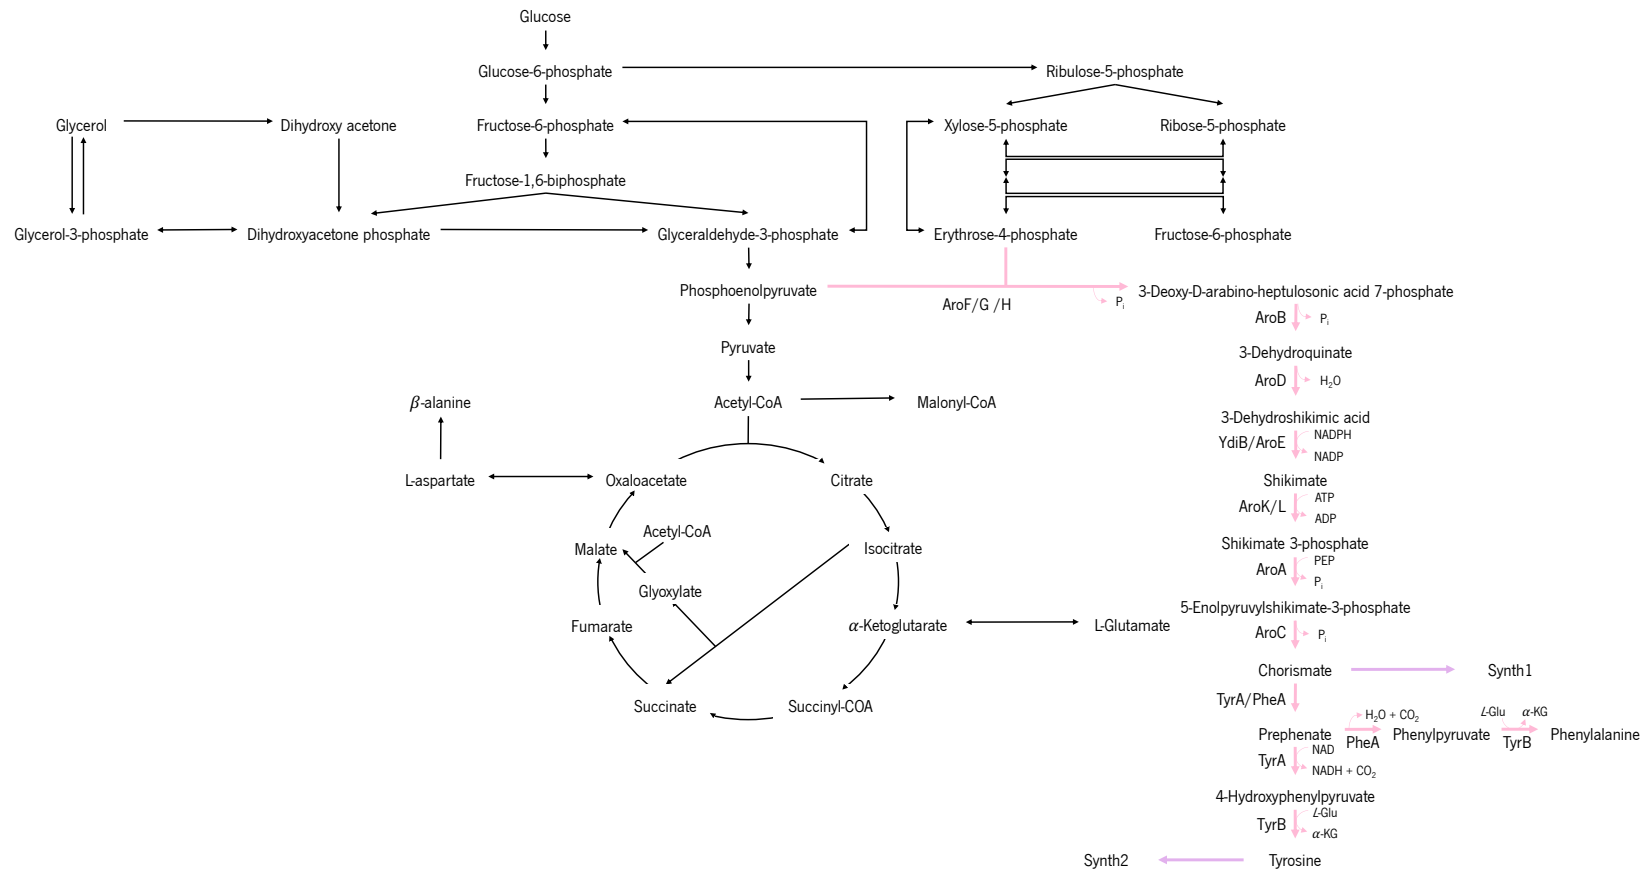 Glucose
Glucose-6-phosphate
Ribulose-5-phosphate
Glycerol
Dihydroxy acetone
Fructose-6-phosphate
Xylose-5-phosphate
Ribose-5-phosphate
Fructose-1,6-biphosphate
Glycerol-3-phosphate
Dihydroxyacetone phosphate
Glyceraldehyde-3-phosphate
Erythrose-4-phosphate
Fructose-6-phosphate
Phosphoenolpyruvate
AroF/G /H
Pi
3-Deoxy-D-arabino-heptulosonic acid 7-phosphate
AroB
Pi
Pyruvate
3-Dehydroquinate
AroD
H2O
β-alanine
Acetyl-CoA
Malonyl-CoA
3-Dehydroshikimic acid
YdiB/AroE
NADPH
NADP
L-aspartate
Oxaloacetate
Citrate
Shikimate
AroK/L
ATP
ADP
Acetyl-CoA
Malate
Isocitrate
Shikimate 3-phosphate
AroA
PEP
Pi
Glyoxylate
Fumarate
α-Ketoglutarate
L-Glutamate
5-Enolpyruvylshikimate-3-phosphate
AroC
Pi
Chorismate
Synth1
Succinate
Succinyl-COA
TyrA/PheA
H2O + CO2
L-Glu
α-KG
Prephenate
PheA
Phenylpyruvate
TyrB
Phenylalanine
TyrA
NAD
NADH + CO2
4-Hydroxyphenylpyruvate
TyrB
L-Glu
α-KG
Synth2
Tyrosine